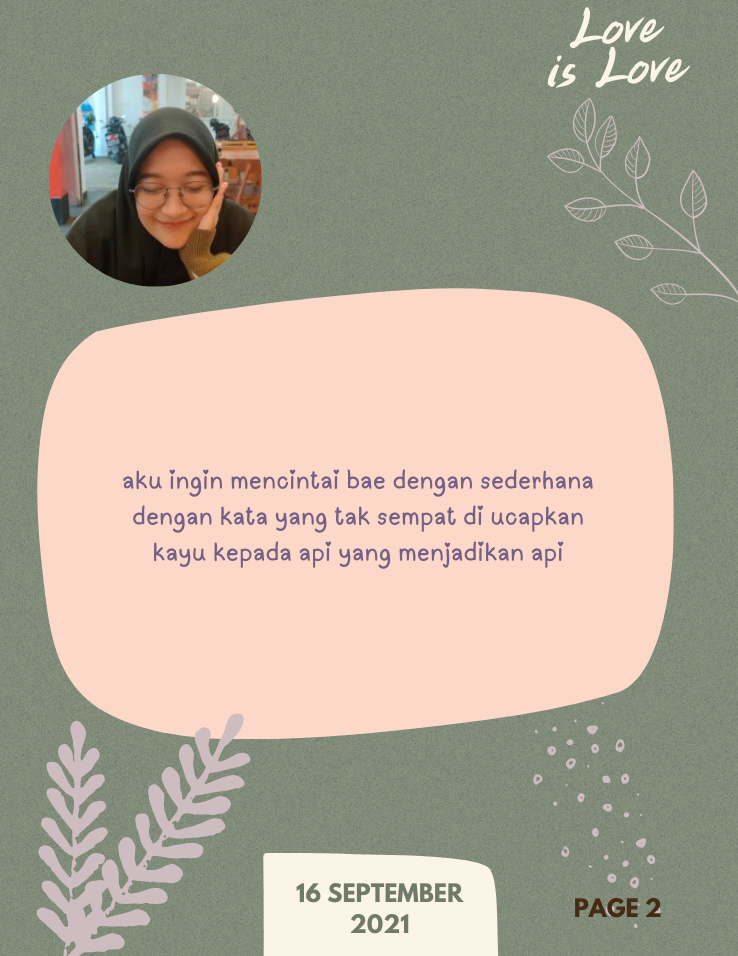 Love
is Love
aku ingin mencintai bae dengan sederhana
dengan kata yang tak sempat di ucapkan
kayu kepada api yang menjadikan api
16 SEPTEMBER
2021
PAGE 2